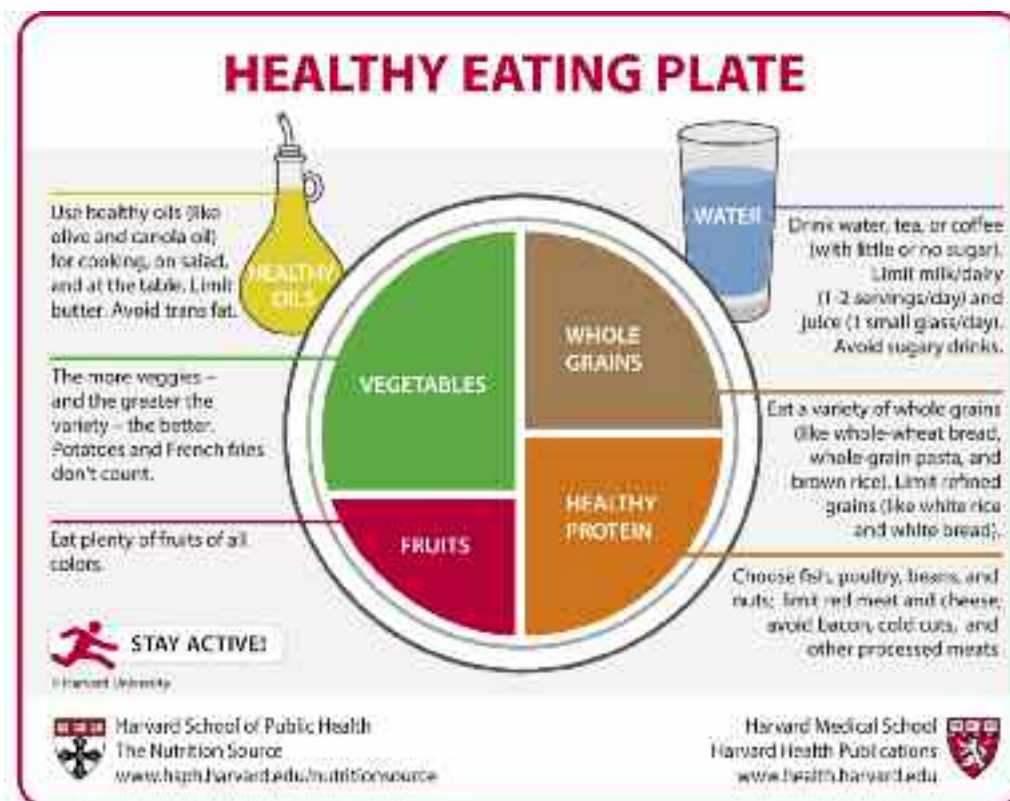 HEALTHY EATING PLATE
Use healthy oils (like
olive and canola oil)
for cooking, on salad,
and at the table. Limit
butter. Avoid trans fat.
HEALTHY
OILS
The more veggies –
and the greater the
variety – the better.
Potatoes and French fries
don't count.
Eat plenty of fruits of all
colors.
VEGETABLES
FRUITS
WHOLE
GRAINS
HEALTHY
PROTEIN
WATER
Drink water, tea, or coffee
(with little or no sugar).
Limit milk/dairy
(1-2 servings/day) and
juice (1 small glass/day).
Avoid sugary drinks.
Eat a variety of whole grains
(like whole-wheat bread,
whole-grain pasta, and
brown rice). Limit refined
grains (like white rice
and white bread).
Choose fish, poultry, beans, and
nuts; limit red meat and cheese;
avoid bacon, cold cuts, and
other processed meats
STAY ACTIVE!
© Harvard University
Harvard School of Public Health
The Nutrition Source
www.hsph.harvard.edu/nutritionsource
Harvard Medical School
Harvard Health Publications
www.health.harvard.edu